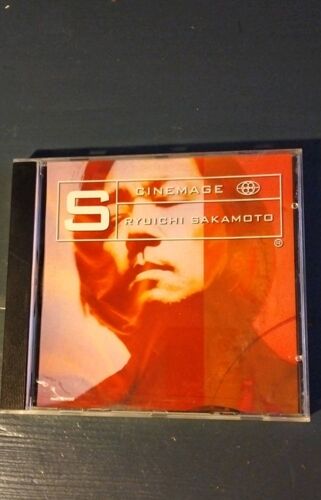 S
CINEMAGE
RYUICHI SAKAMOTO
®